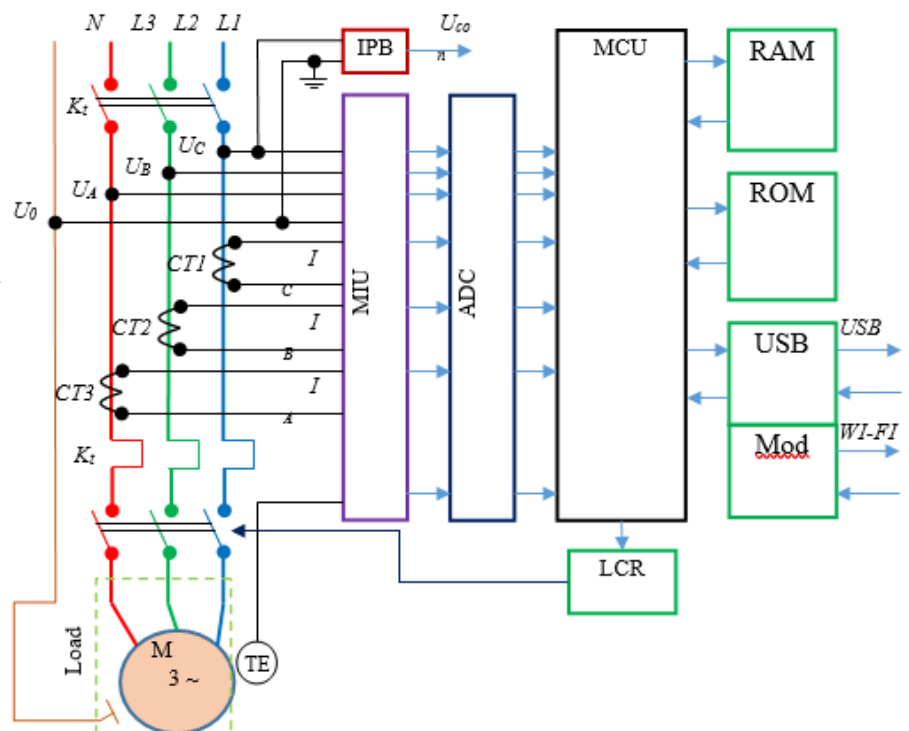 N L3 L2 L1
IPB
Uco
n
MCU
RAM
Kt
UC
UB
UA
U0
ROM
CT1
I
C
MIU
ADC
CT2
I
B
USB
USB
CT3
I
A
Mod
WI-FI
Kt
LCR
Load
M
3 ~
TE